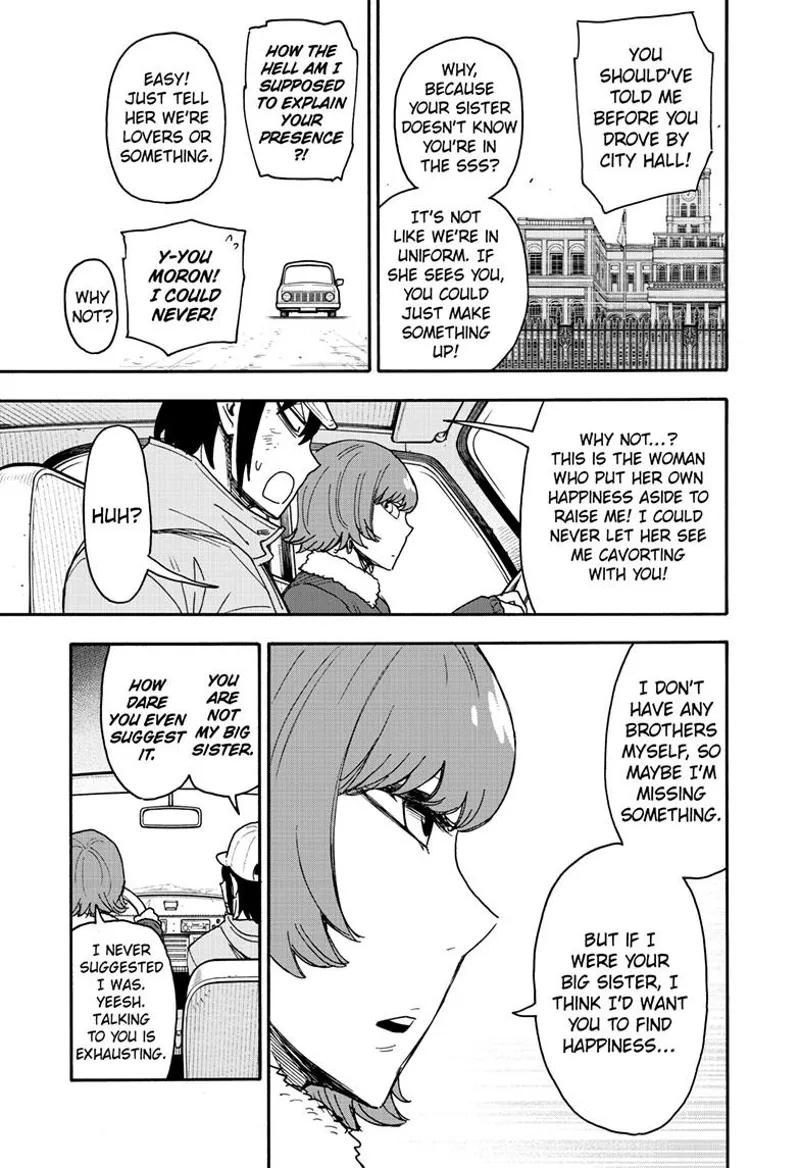 YOU
SHOULD'VE
TOLD ME
BEFORE YOU
DROVE BY
CITY HALL!
WHY,
BECAUSE
YOUR SISTER
DOESN'T KNOW
YOU'RE IN
THE SSS?
IT'S NOT
LIKE WE'RE IN
UNIFORM. IF
SHE SEES YOU,
YOU COULD
JUST MAKE
SOMETHING
UP!
HOW THE
HELL AM I
SUPPOSED
TO EXPLAIN
YOUR
PRESENCE
?!
EASY!
JUST TELL
HER WE'RE
LOVERS OR
SOMETHING.
Y-YOU
MORON!
I COULD
NEVER!
WHY
NOT?
WHY NOT...?
THIS IS THE WOMAN
WHO PUT HER OWN
HAPPINESS ASIDE TO
RAISE ME! I COULD
NEVER LET HER SEE
ME CAVORTING
WITH YOU!
HUH?
I DON'T
HAVE ANY
BROTHERS
MYSELF, SO
MAYBE I'M
MISSING
SOMETHING.
BUT IF I
WERE YOUR
BIG SISTER, I
THINK I'D WANT
YOU TO FIND
HAPPINESS...
YOU
ARE
NOT
MY BIG
SISTER.
HOW
DARE
YOU EVEN
SUGGEST
IT.
I NEVER
SUGGESTED
I WAS.
YEESH.
TALKING
TO YOU IS
EXHAUSTING.